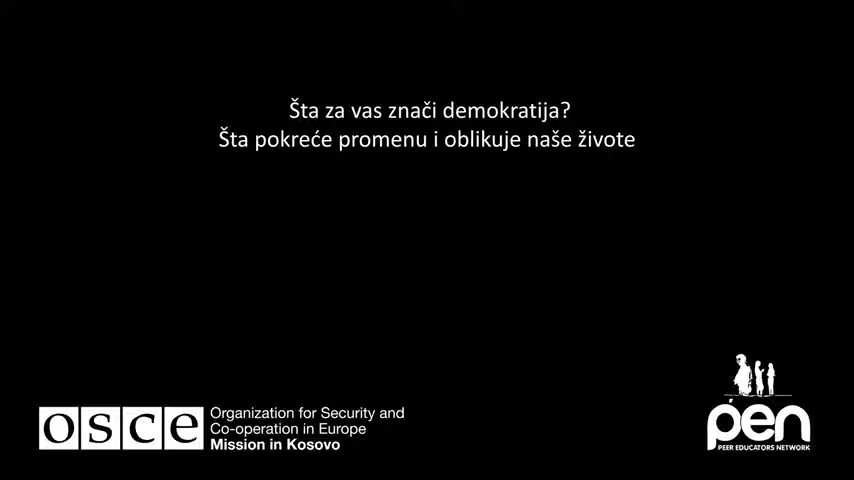 Šta za vas znači demokratija?
Šta pokreće promenu i oblikuje naše živote
osce
Organization for Security and
Co-operation in Europe
Mission in Kosovo
pen
PEER EDUCATORS NETWORK